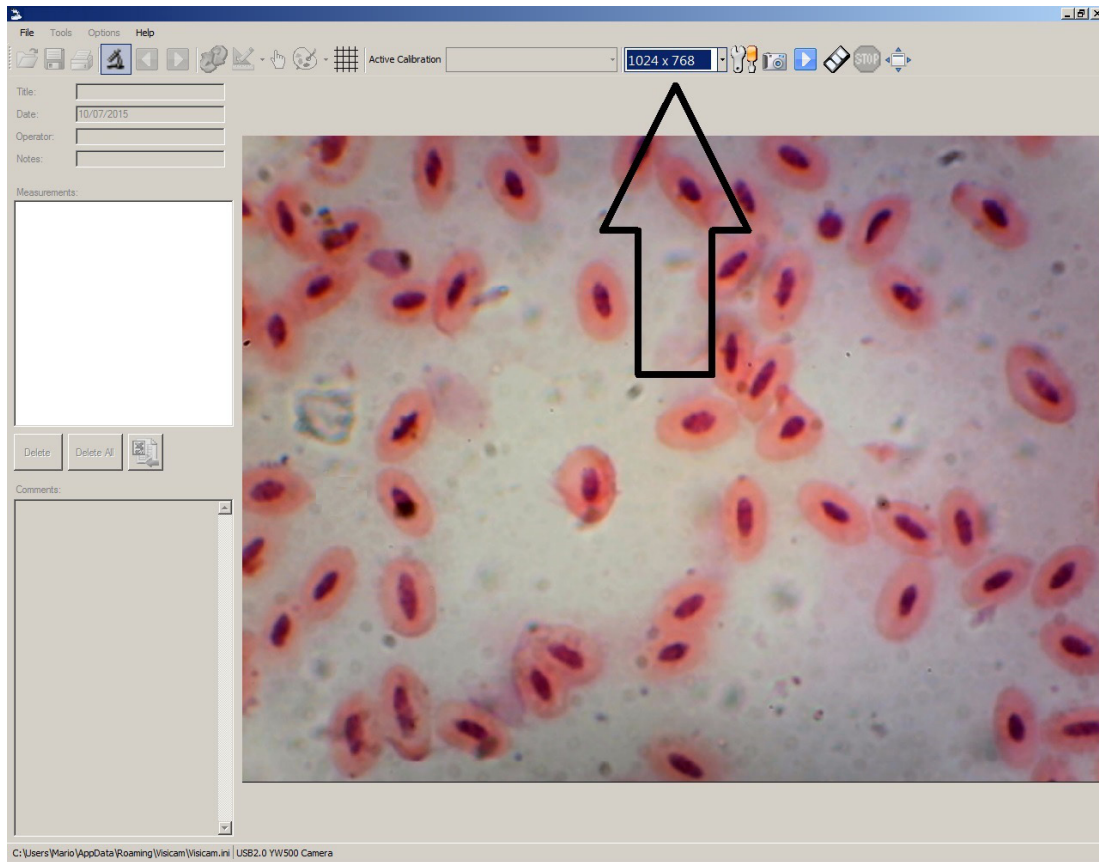 File Tools Options Help
Active Calibration
1024 x 768
STOP
Title:
Date: 10/07/2015
Operator:
Notes:
Measurements:
Delete Delete All
Comments:
C:\Users\Mario\AppData\Roaming\Visicam\Visicam.ini USB2.0 YW500 Camera